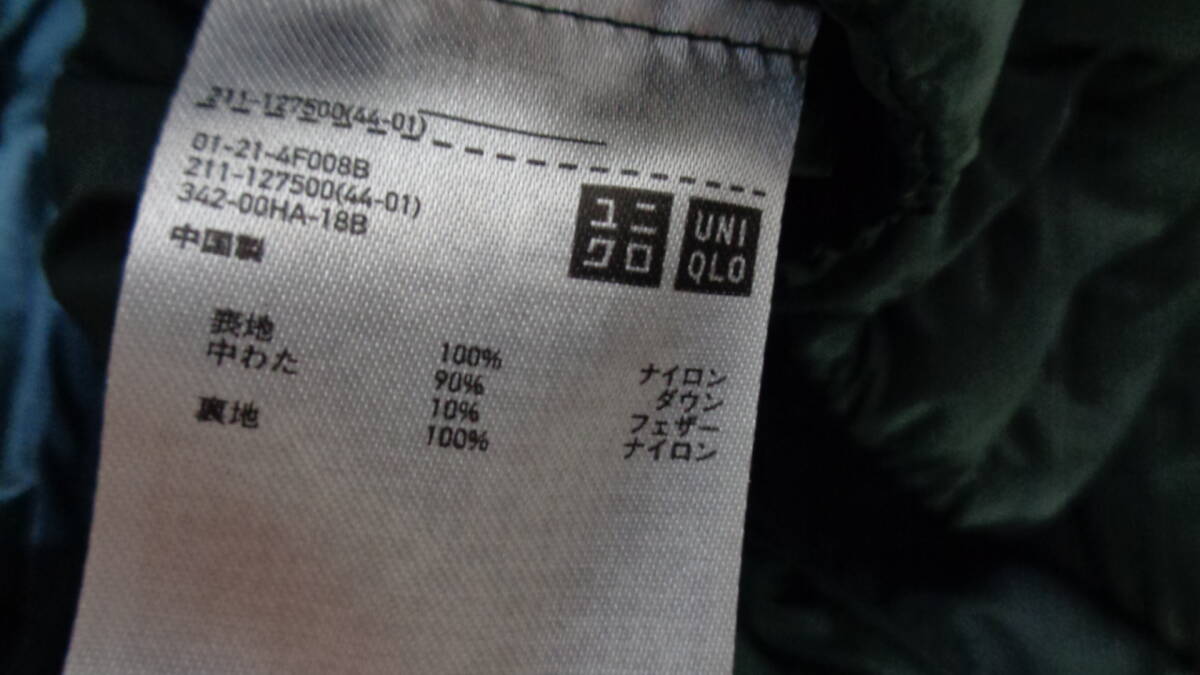 211-127500(44-01)
01-21-4F008B
211-127500(44-01)
342-00HA-18B
中国製
ユニ
クロ
UNI
QLO
表地 100% ナイロン
中わた 90% ダウン
10% フェザー
裏地 100% ナイロン